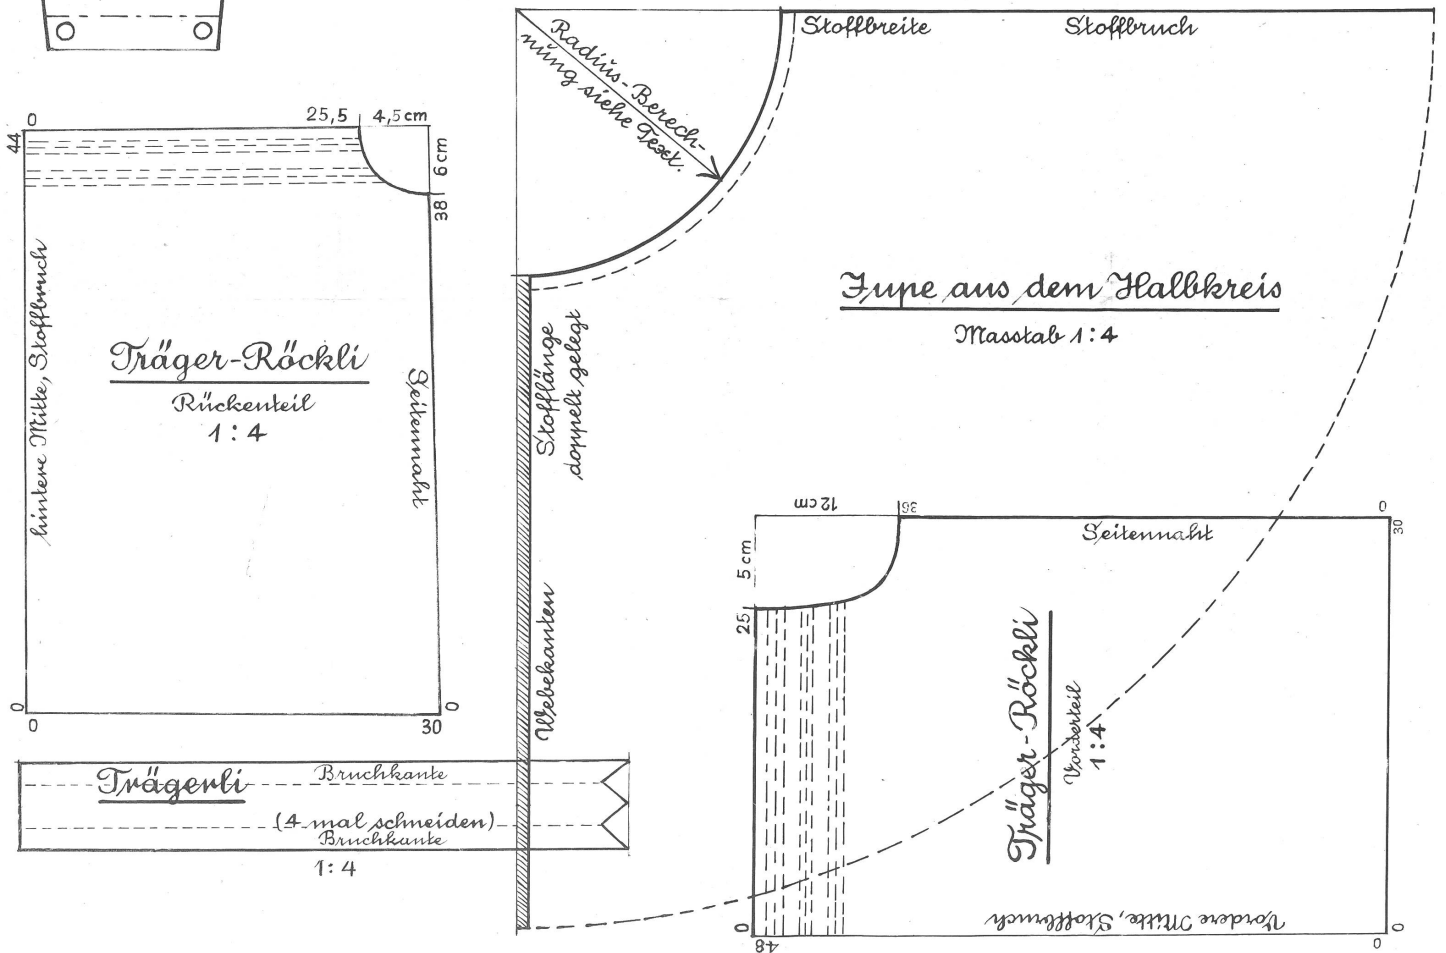 Stoffbreite
Stoffbruch
Radius-Berech-
nung siehe Text.
0
25,5
4,5 cm
44
6 cm
38
hintere Mitte, Stoffbruch
Träger-Röckli
Rückenteil
1:4
Seitennaht
0
0
30
0
Jupe aus dem Halbkreis
Masstab 1:4
Stofflänge
doppelt gelegt
Webekanten
Trägerli
Bruchkante
(4 mal schneiden)
Bruchkante
1:4
12 cm
36
0
30
Seitennaht
5 cm
25
Träger-Röckli
Vorderteil
1:4
Vordere Mitte, Stoffbruch
0
48
0
0